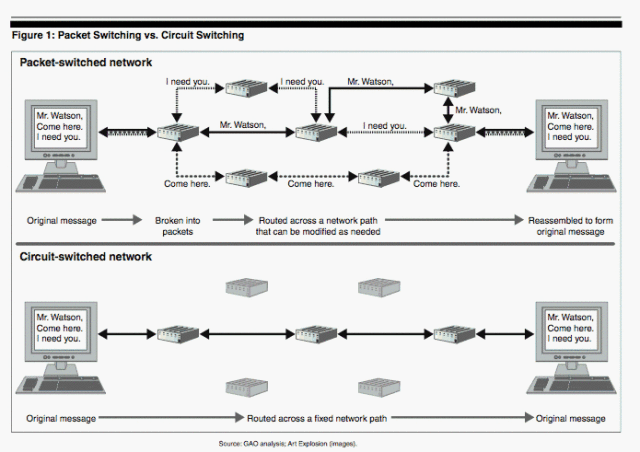 Figure 1: Packet Switching vs. Circuit Switching
Packet-switched network
I need you.
I need you.
Mr. Watson,
Mr. Watson,
Come here.
I need you.
Mr. Watson,
I need you.
Mr. Watson,
Mr. Watson,
Come here.
I need you.
Come here.
Come here.
Come here.
Original message
Broken into
packets
Routed across a network path
that can be modified as needed
Reassembled to form
original message
Circuit-switched network
Mr. Watson,
Come here.
I need you.
Mr. Watson,
Come here.
I need you.
Original message
Routed across a fixed network path
Original message
Source: GAO analysis; Art Explosion (images).